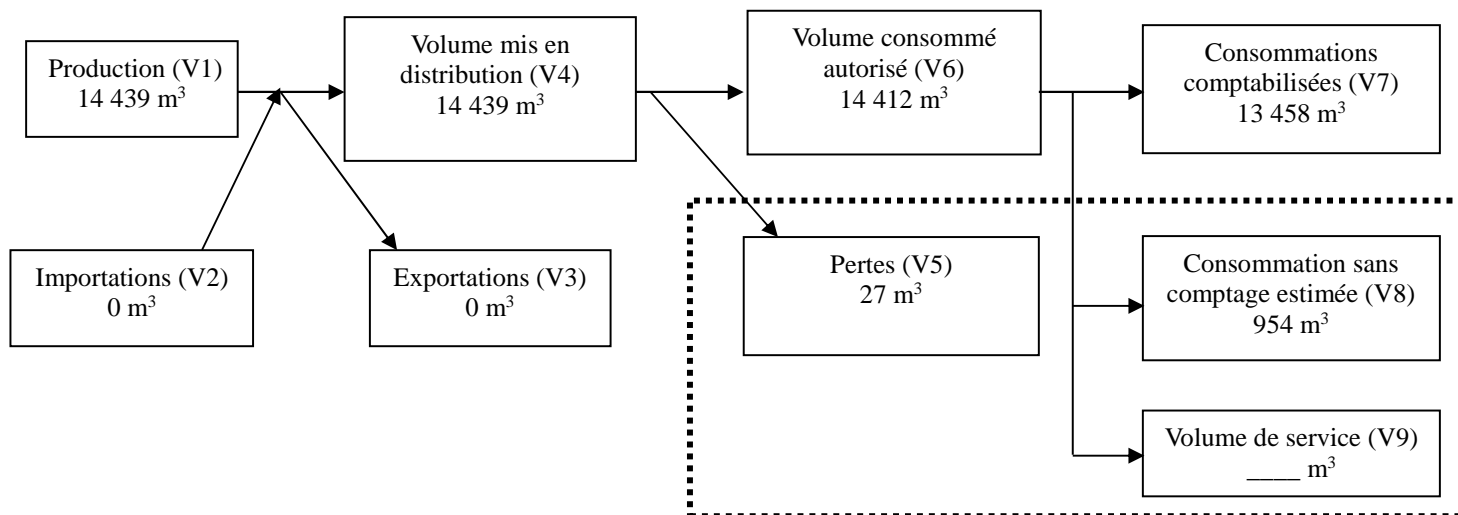 Production (V1)
14 439 m³
Volume mis en
distribution (V4)
14 439 m³
Volume consommé
autorisé (V6)
14 412 m³
Consommations
comptabilisées (V7)
13 458 m³
Importations (V2)
0 m³
Exportations (V3)
0 m³
Pertes (V5)
27 m³
Consommation sans
comptage estimée (V8)
954 m³
Volume de service (V9)
____ m³